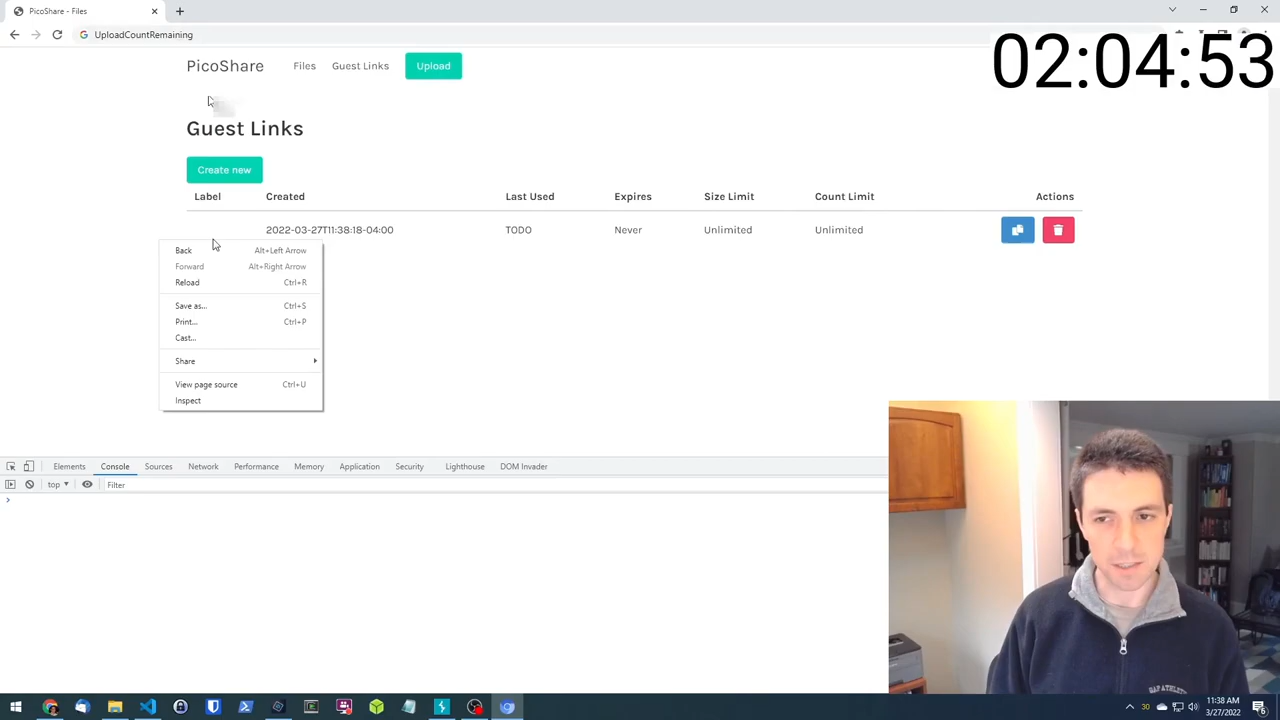 PicoShare - Files
UploadCountRemaining
02:04:53
PicoShare Files Guest Links Upload
Guest Links
Create new
Label Created Last Used Expires Size Limit Count Limit Actions
2022-03-27T11:38:18-04:00 TODO Never Unlimited Unlimited
Back Alt+Left Arrow
Forward Alt+Right Arrow
Reload Ctrl+R
Save as... Ctrl+S
Print... Ctrl+P
Cast...
Share
View page source Ctrl+U
Inspect
Elements Console Sources Network Performance Memory Application Security Lighthouse DOM Invader
top Filter
GAP ATHLETIC
30
11:38 AM
3/27/2022
6